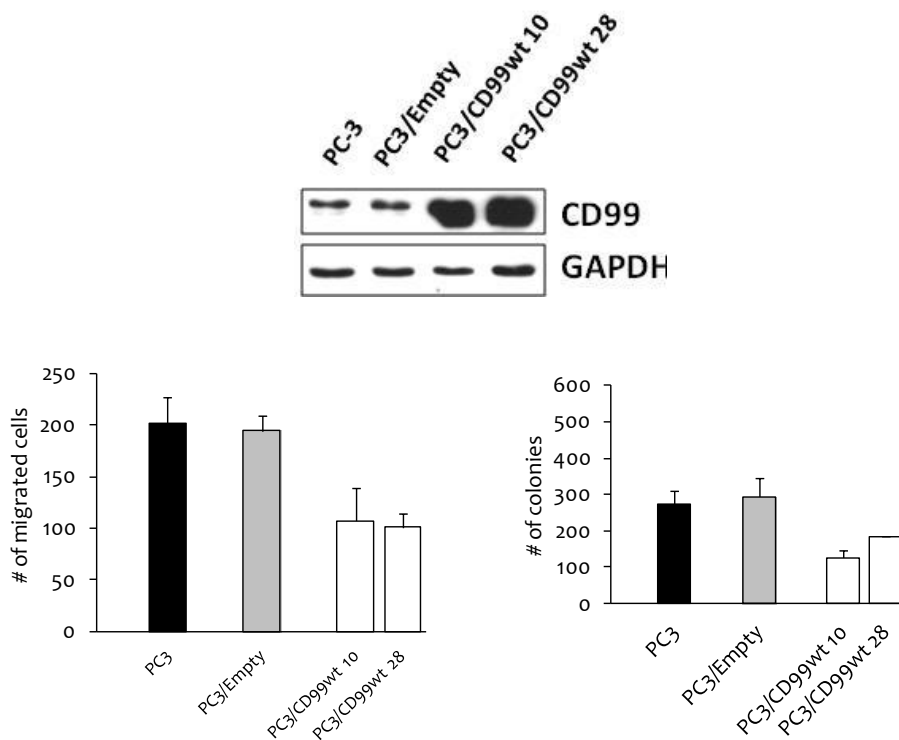 PC-3
PC3/Empty
PC3/CD99wt 10
PC3/CD99wt 28
CD99
GAPDH
# of migrated cells
250
200
150
100
50
0
PC3
PC3/Empty
PC3/CD99wt 10
PC3/CD99wt 28
# of colonies
600
500
400
300
200
100
0
PC3
PC3/Empty
PC3/CD99wt 10
PC3/CD99wt 28